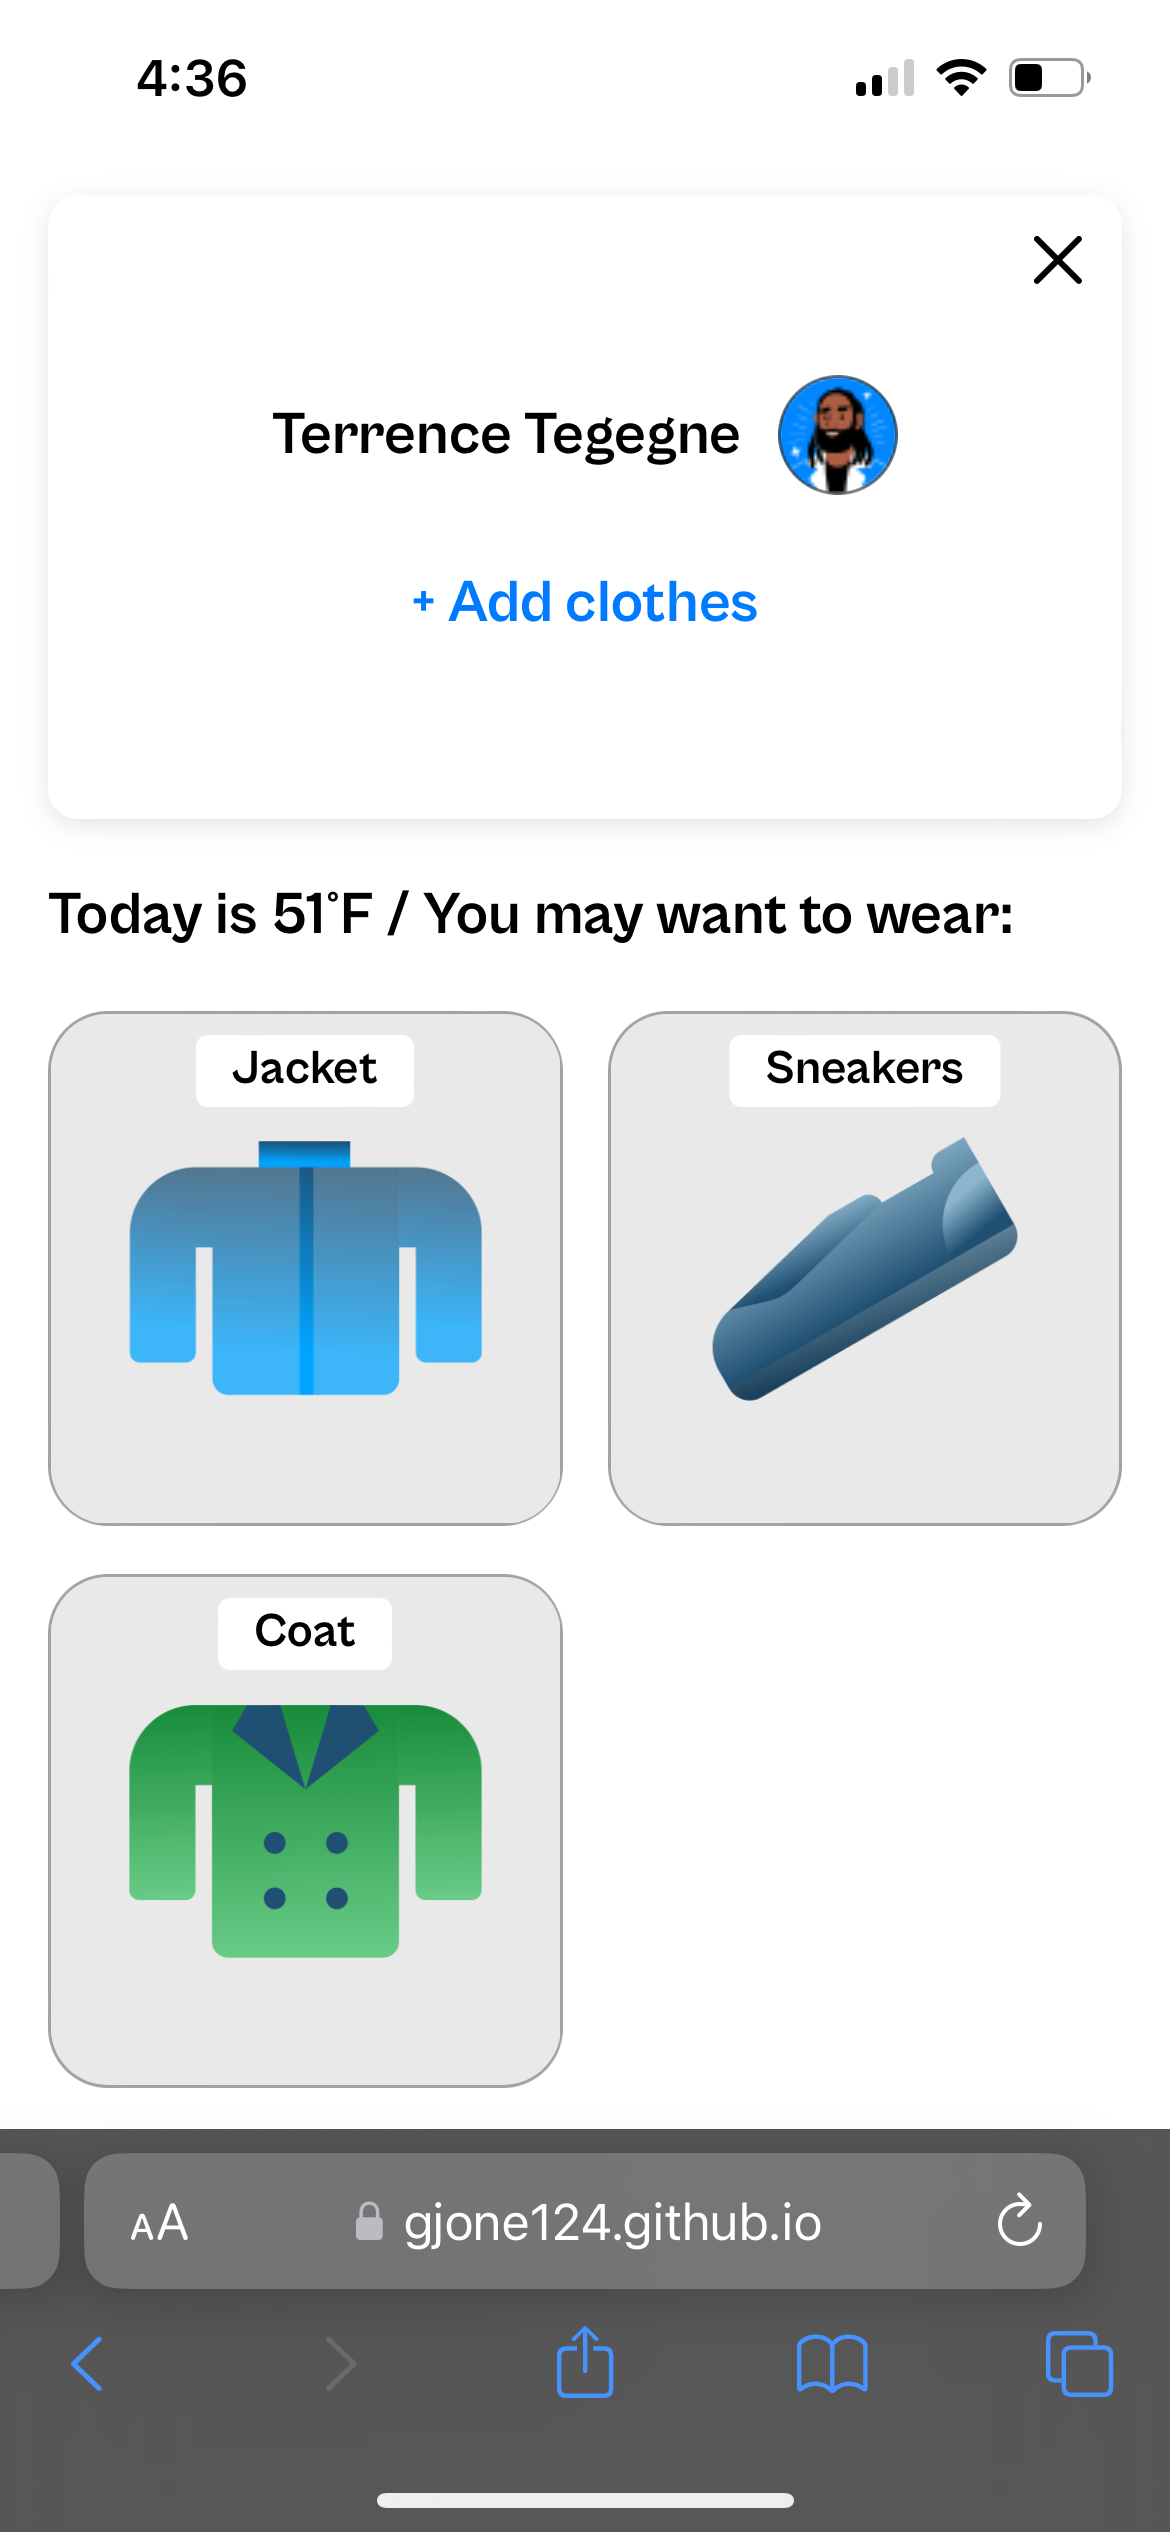 4:36
Terrence Tegegne
+ Add clothes
Today is 51°F / You may want to wear:
Jacket
Sneakers
Coat
AA
gjone124.github.io